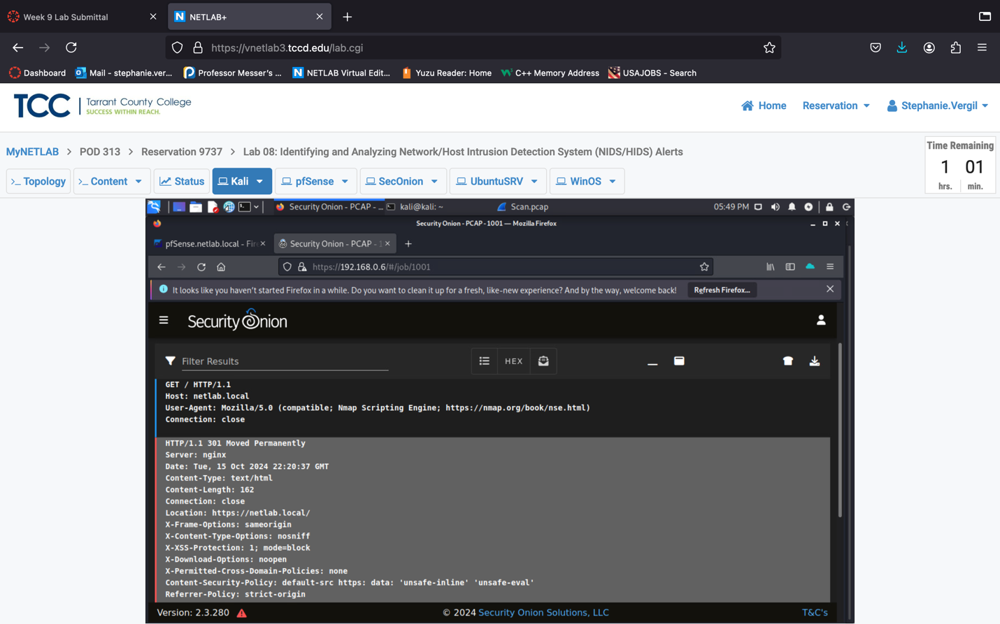 Week 9 Lab Submittal
NETLAB+
https://vnetlab3.tccd.edu/lab.cgi
Dashboard
Mail - stephanie.ver...
Professor Messer's ...
NETLAB Virtual Edit...
Yuzu Reader: Home
C++ Memory Address
USAJOBS - Search
TCC
Tarrant County College
SUCCESS WITHIN REACH.
Home
Reservation
Stephanie.Vergil
MyNETLAB > POD 313 > Reservation 9737 > Lab 08: Identifying and Analyzing Network/Host Intrusion Detection System (NIDS/HIDS) Alerts
Time Remaining
1 01
hrs. min.
>_ Topology
>_ Content
Status
Kali
pfSense
SecOnion
UbuntuSRV
WinOS
Security Onion - PCAP - ...
kali@kali: ~
Scan.pcap
05:49 PM
Security Onion - PCAP - 1001 — Mozilla Firefox
pfSense.netlab.local - Fir
Security Onion - PCAP - 1
https://192.168.0.6/#/job/1001
It looks like you haven't started Firefox in a while. Do you want to clean it up for a fresh, like-new experience? And by the way, welcome back!
Refresh Firefox...
Security Onion
Filter Results
HEX
GET / HTTP/1.1
Host: netlab.local
User-Agent: Mozilla/5.0 (compatible; Nmap Scripting Engine; https://nmap.org/book/nse.html)
Connection: close
HTTP/1.1 301 Moved Permanently
Server: nginx
Date: Tue, 15 Oct 2024 22:20:37 GMT
Content-Type: text/html
Content-Length: 162
Connection: close
Location: https://netlab.local/
X-Frame-Options: sameorigin
X-Content-Type-Options: nosniff
X-XSS-Protection: 1; mode=block
X-Download-Options: noopen
X-Permitted-Cross-Domain-Policies: none
Content-Security-Policy: default-src https: data: 'unsafe-inline' 'unsafe-eval'
Referrer-Policy: strict-origin
Version: 2.3.280
© 2024 Security Onion Solutions, LLC
T&C's